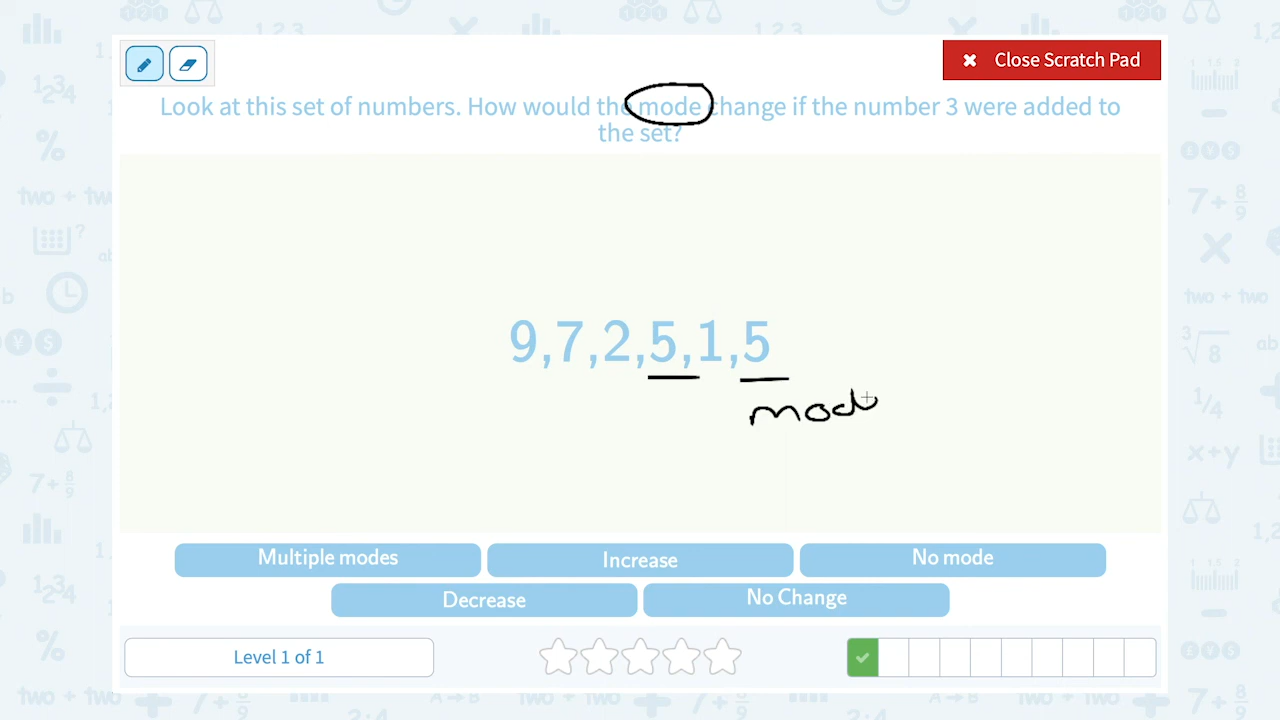 Close Scratch Pad
Look at this set of numbers. How would the mode change if the number 3 were added to
the set?
9,7,2,5,1,5
mod
Multiple modes
Increase
No mode
Decrease
No Change
Level 1 of 1